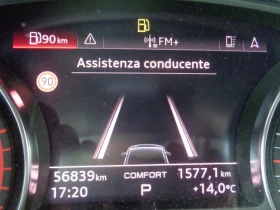 90 km FM+
Assistenza conducente
90
56839 km COMFORT 1577,1 km
17:20 P +14,0°C